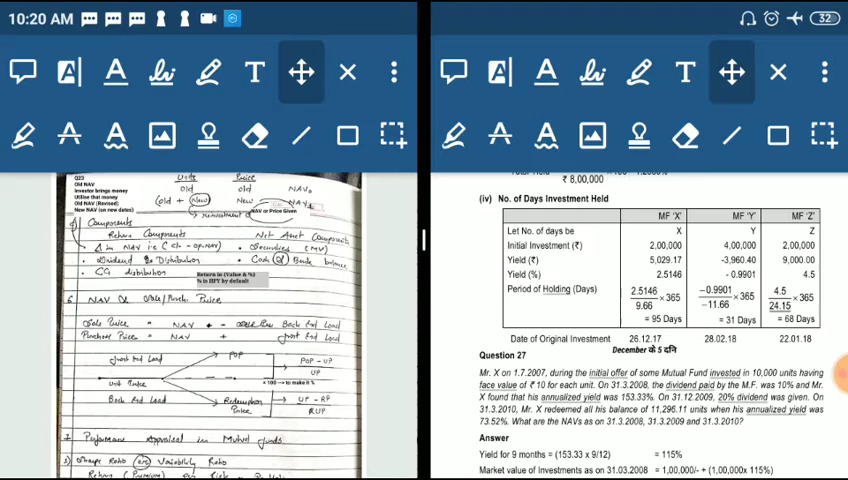 10:20 AM
32
Q23
Old NAV
Investor brings money
Utilise that money
Old NAV (Revised)
New NAV (on new dates)
Units Price
Old old NAV₀
(old + New) New NAV₁
NAV or Price Given
Components
Return Components Net Asset Components
Δ in NAV i.e (Clo - op.NAV) • Securities (MV)
• Dividend Distribution • Cash Bank balance
• CG distribution
Return in (Value & %)
% is HPY by default
6 NAV Sale/Purch. Price
Sale Price = NAV - Back End Load
Purchase Price = NAV + front End Load
front End Load POP POP - UP
UP
Unit Price x 100 --> to make it %
Back End Load Redemption Price UP - RP
UP
7 Performance Appraisal in Mutual funds
1) Sharpe Ratio Variability Ratio
₹ 8,00,000
(iv) No. of Days Investment Held
MF 'X' MF 'Y' MF 'Z'
Let No. of days be X Y Z
Initial Investment (₹) 2,00,000 4,00,000 2,00,000
Yield (₹) 5,029.17 -3,960.40 9,000.00
Yield (%) 2.5146 - 0.9901 4.5
Period of Holding (Days) 2.5146/9.66 × 365 −0.9901/−11.66 × 365 4.5/24.15 × 365
= 95 Days = 31 Days = 68 Days
Date of Original Investment 26.12.17 28.02.18 22.01.18
December के 5 दिन
Question 27
Mr. X on 1.7.2007, during the initial offer of some Mutual Fund invested in 10,000 units having
face value of ₹ 10 for each unit. On 31.3.2008, the dividend paid by the M.F. was 10% and Mr.
X found that his annualized yield was 153.33%. On 31.12.2009, 20% dividend was given. On
31.3.2010, Mr. X redeemed all his balance of 11,296.11 units when his annualized yield was
73.52%. What are the NAVs as on 31.3.2008, 31.3.2009 and 31.3.2010?
Answer
Yield for 9 months = (153.33 x 9/12) = 115%
Market value of Investments as on 31.03.2008 = 1,00,000/- + (1,00,000x 115%)